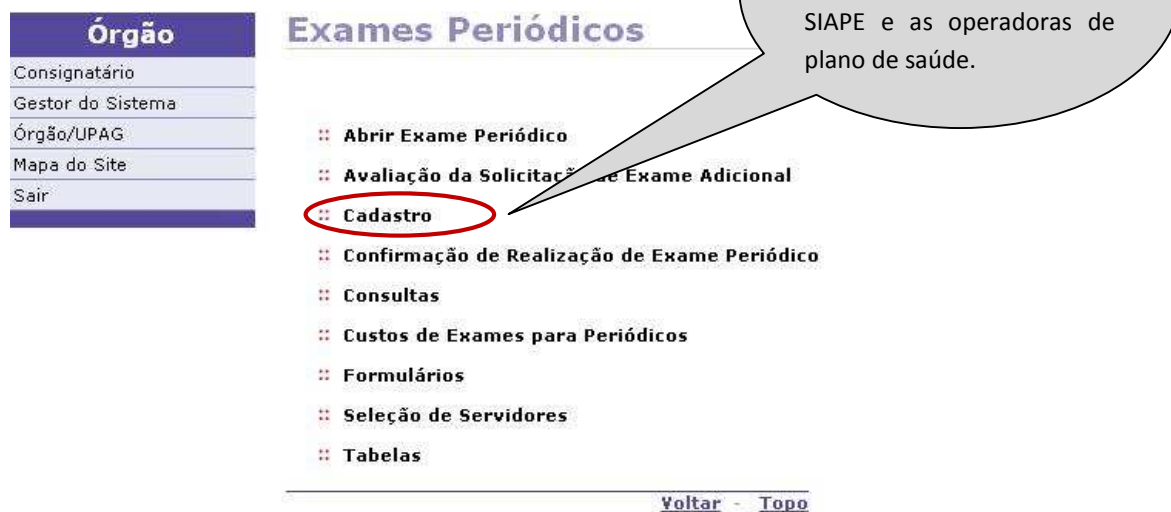 Órgão
Consignatário
Gestor do Sistema
Órgão/UPAG
Mapa do Site
Sair
Exames Periódicos
SIAPE e as operadoras de
plano de saúde.
:: Abrir Exame Periódico
:: Avaliação da Solicitação de Exame Adicional
:: Cadastro
:: Confirmação de Realização de Exame Periódico
:: Consultas
:: Custos de Exames para Periódicos
:: Formulários
:: Seleção de Servidores
:: Tabelas
Voltar - Topo